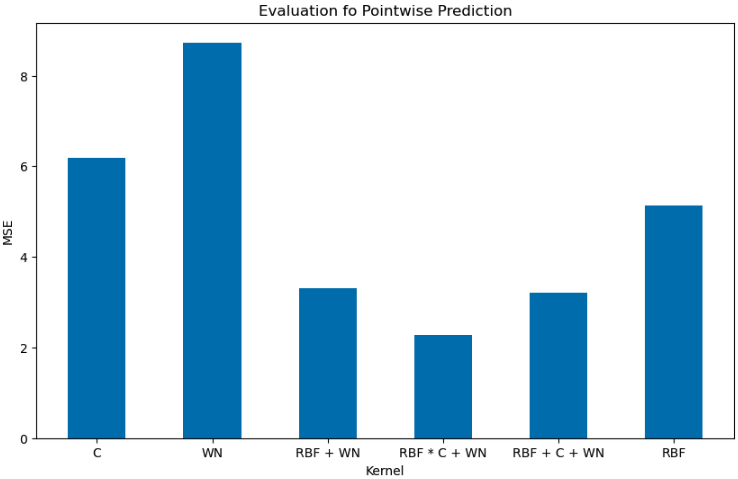 Evaluation fo Pointwise Prediction
MSE
8
6
4
2
0
C WN RBF + WN RBF * C + WN RBF + C + WN RBF
Kernel